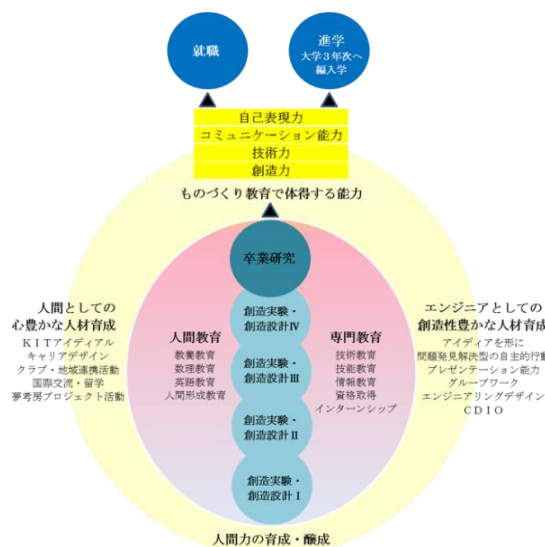 就職
進学
大学３年次へ
編入学
自己表現力
コミュニケーション能力
技術力
創造力
ものづくり教育で体得する能力
卒業研究
人間としての
心豊かな人材育成
ＫＩＴアイディアル
キャリアデザイン
クラブ・地域連携活動
国際交流・留学
夢考房プロジェクト活動
人間教育
教養教育
数理教育
英語教育
人間形成教育
創造実験・
創造設計Ⅳ
創造実験・
創造設計Ⅲ
創造実験・
創造設計Ⅱ
創造実験・
創造設計Ⅰ
専門教育
技術教育
技能教育
情報教育
資格取得
インターンシップ
エンジニアとしての
創造性豊かな人材育成
アイディアを形に
問題発見解決型の自主的行動
プレゼンテーション能力
グループワーク
エンジニアリングデザイン
ＣＤＩＯ
人間力の育成・醸成